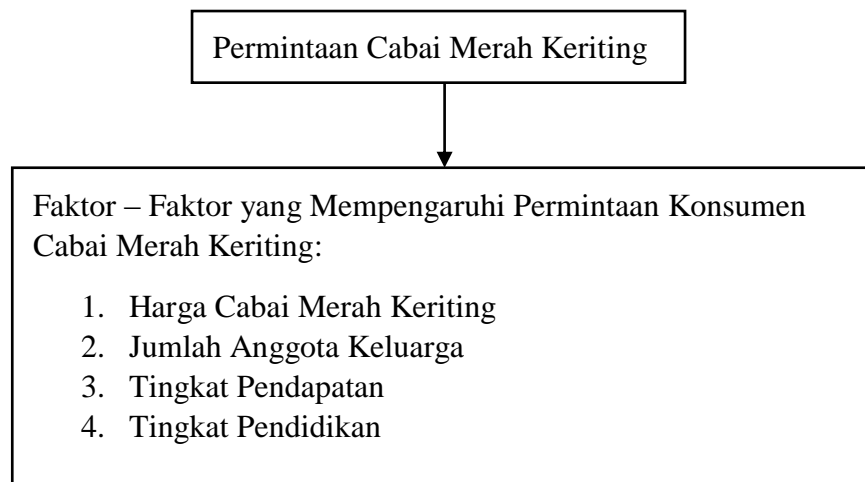 Permintaan Cabai Merah Keriting
Faktor – Faktor yang Mempengaruhi Permintaan Konsumen
Cabai Merah Keriting:
1. Harga Cabai Merah Keriting
2. Jumlah Anggota Keluarga
3. Tingkat Pendapatan
4. Tingkat Pendidikan